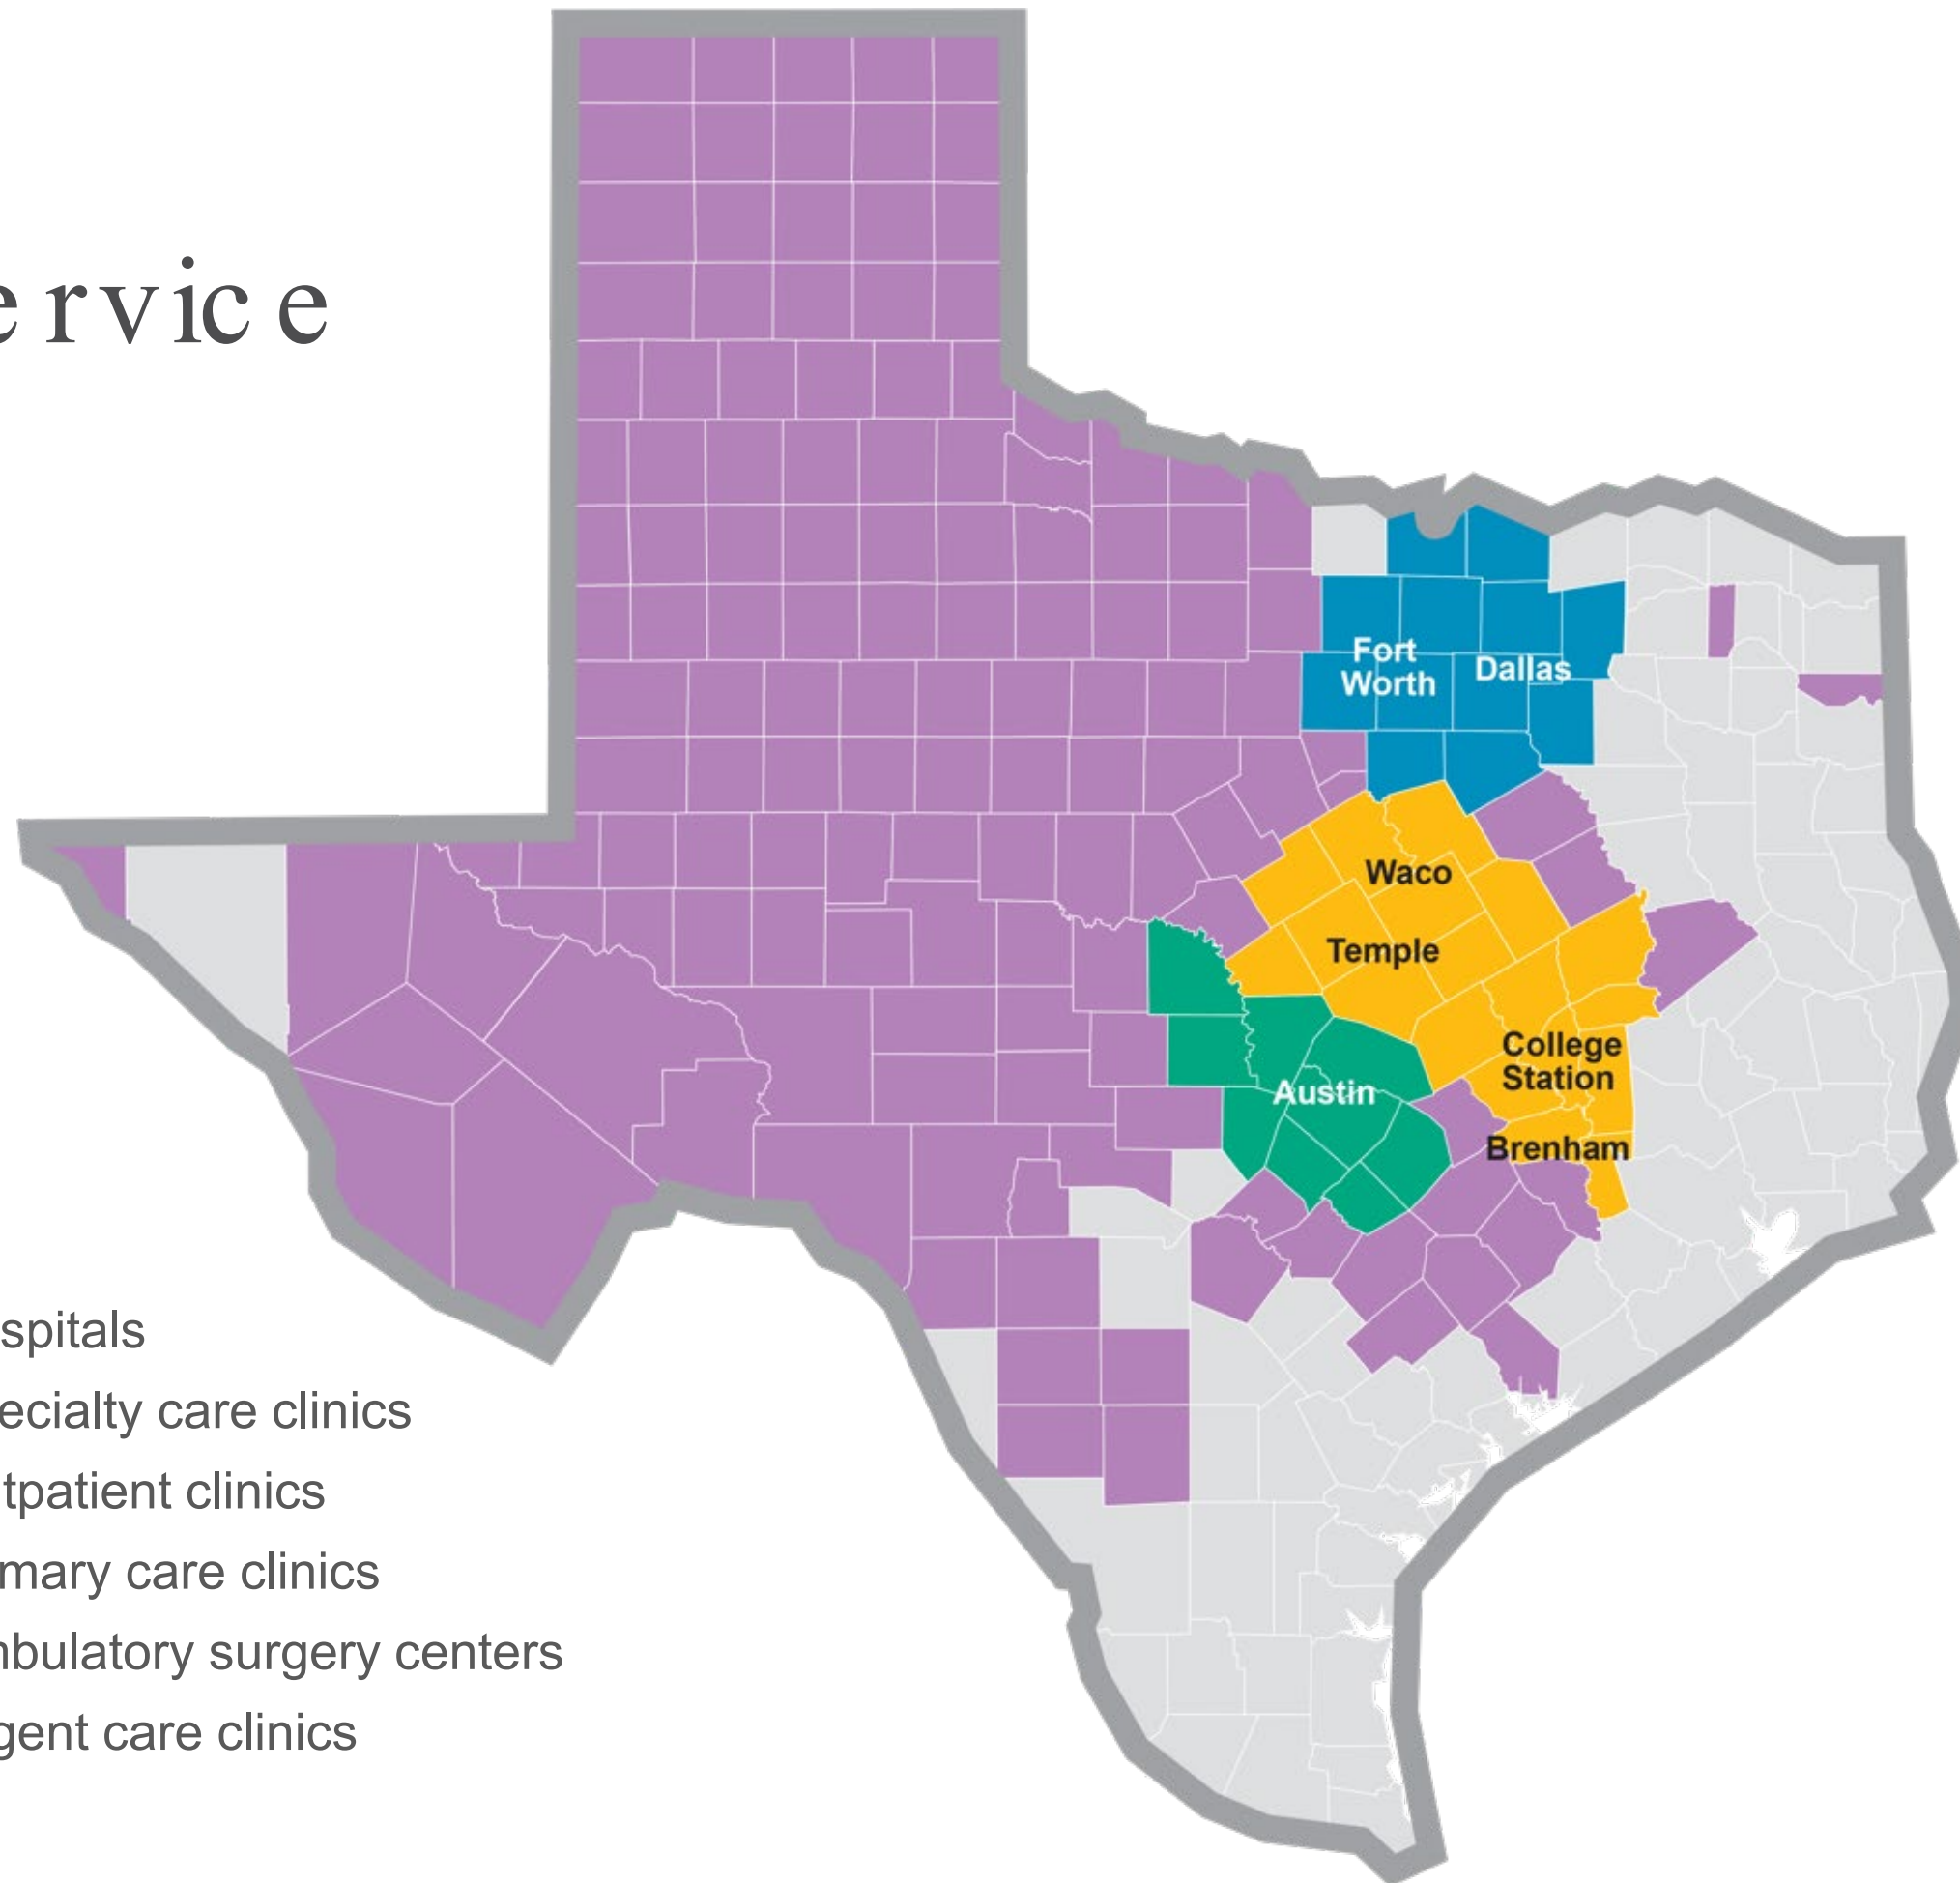 ervice
Fort
Worth
Dallas
Waco
Temple
College
Station
Austin
Brenham
spitals
ecialty care clinics
tpatient clinics
mary care clinics
nbulatory surgery centers
gent care clinics